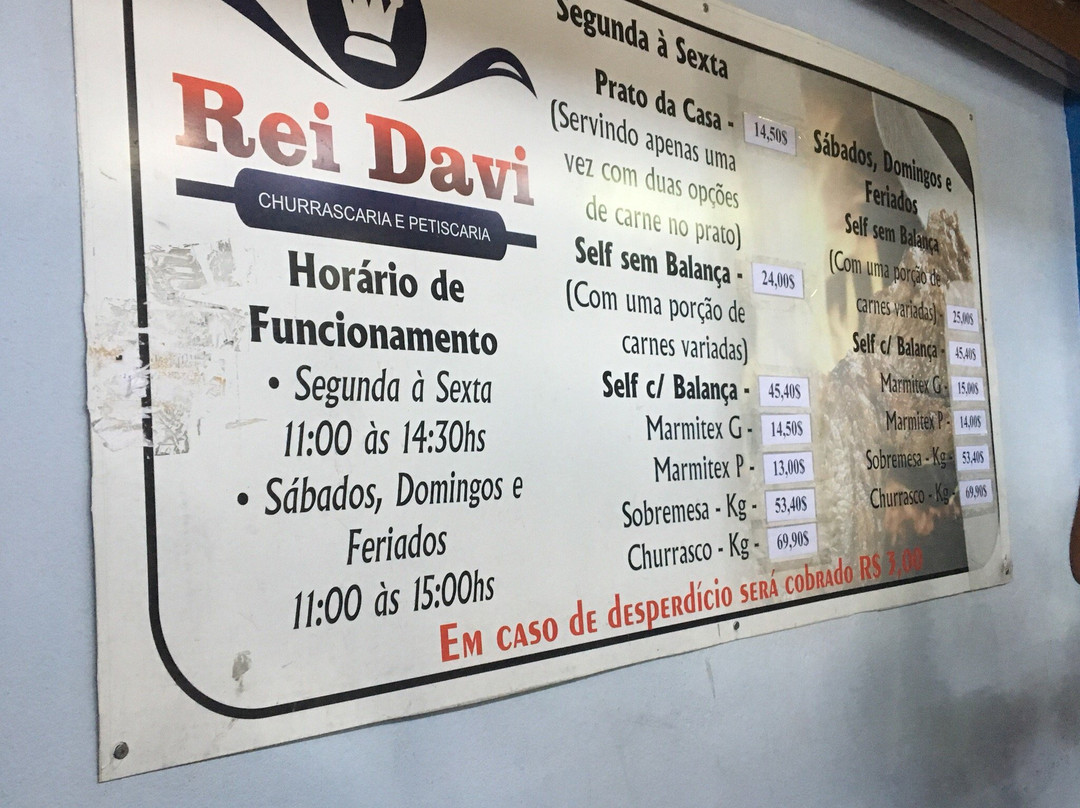 Rei Davi
CHURRASCARIA E PETISCARIA
Horário de
Funcionamento
• Segunda à Sexta
11:00 às 14:30hs
• Sábados, Domingos e
Feriados
11:00 às 15:00hs
Segunda à Sexta
Prato da Casa - 14,50$
(Servindo apenas uma
vez com duas opções
de carne no prato)
Self sem Balança - 24,00$
(Com uma porção de
carnes variadas)
Self c/ Balança - 45,40$
Marmitex G - 14,50$
Marmitex P - 13,00$
Sobremesa - Kg - 53,40$
Churrasco - Kg - 69,90$
Sábados, Domingos e
Feriados
Self sem Balança
(Com uma porção de
carnes variadas) - 25,00$
Self c/ Balança - 45,40$
Marmitex G - 15,00$
Marmitex P - 14,00$
Sobremesa - Kg - 53,40$
Churrasco - Kg - 69,90$
Em caso de desperdício será cobrado R$ 3,00